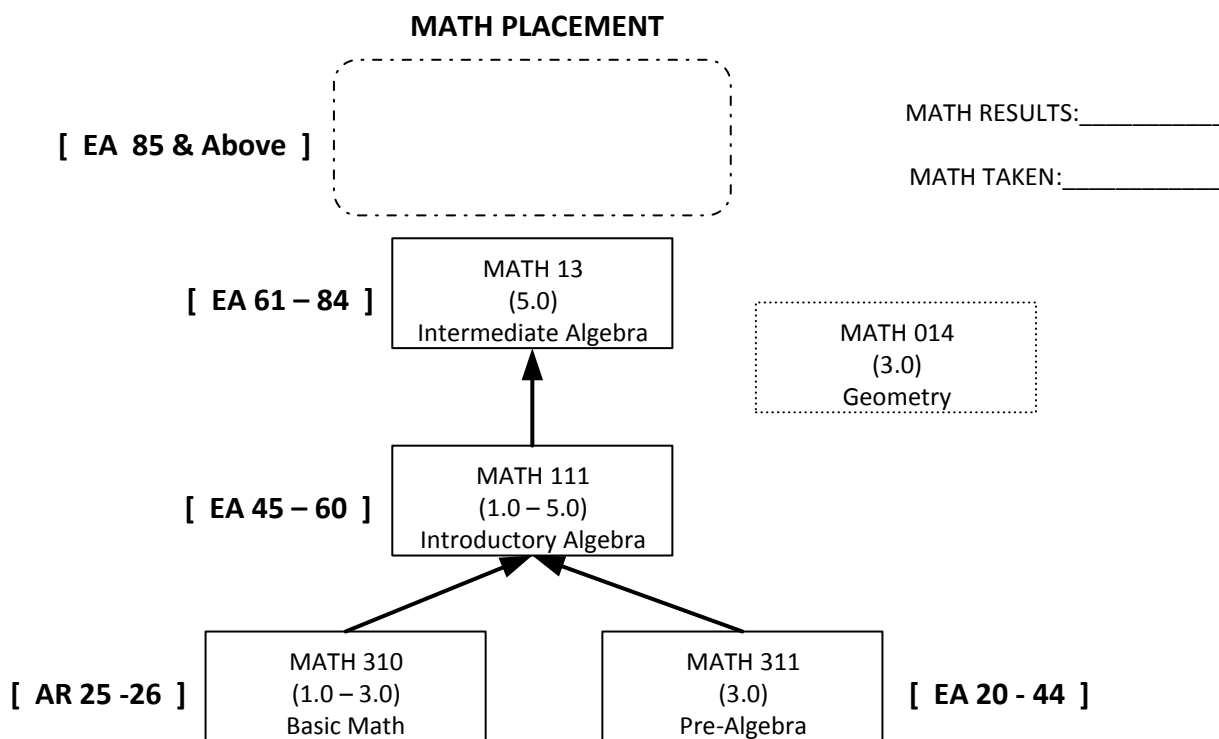 MATH PLACEMENT
[ EA 85 & Above ]
MATH RESULTS:___________
MATH TAKEN:____________
[ EA 61 – 84 ]
MATH 13
(5.0)
Intermediate Algebra
MATH 014
(3.0)
Geometry
[ EA 45 – 60 ]
MATH 111
(1.0 – 5.0)
Introductory Algebra
[ AR 25 -26 ]
MATH 310
(1.0 – 3.0)
Basic Math
MATH 311
(3.0)
Pre-Algebra
[ EA 20 - 44 ]